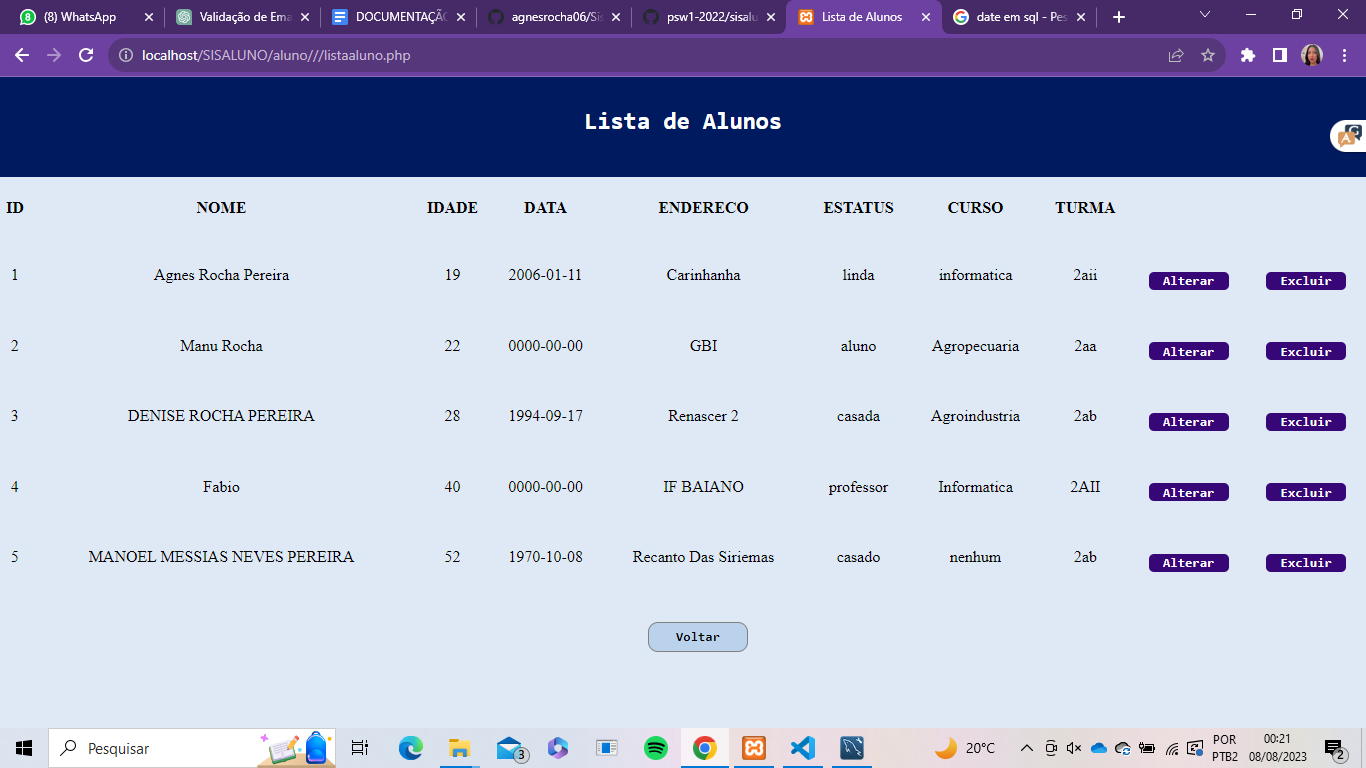 (8) WhatsApp
Validação de Ema
DOCUMENTAÇÃ
agnesrocha06/Sis
psw1-2022/sisalu
Lista de Alunos
date em sql - Pes
localhost/SISALUNO/aluno///listaaluno.php
Lista de Alunos
ID NOME IDADE DATA ENDERECO ESTATUS CURSO TURMA
1 Agnes Rocha Pereira 19 2006-01-11 Carinhanha linda informatica 2aii Alterar Excluir
2 Manu Rocha 22 0000-00-00 GBI aluno Agropecuaria 2aa Alterar Excluir
3 DENISE ROCHA PEREIRA 28 1994-09-17 Renascer 2 casada Agroindustria 2ab Alterar Excluir
4 Fabio 40 0000-00-00 IF BAIANO professor Informatica 2AII Alterar Excluir
5 MANOEL MESSIAS NEVES PEREIRA 52 1970-10-08 Recanto Das Siriemas casado nenhum 2ab Alterar Excluir
Voltar
Pesquisar
3
20°C
POR
PTB2
00:21
08/08/2023
2